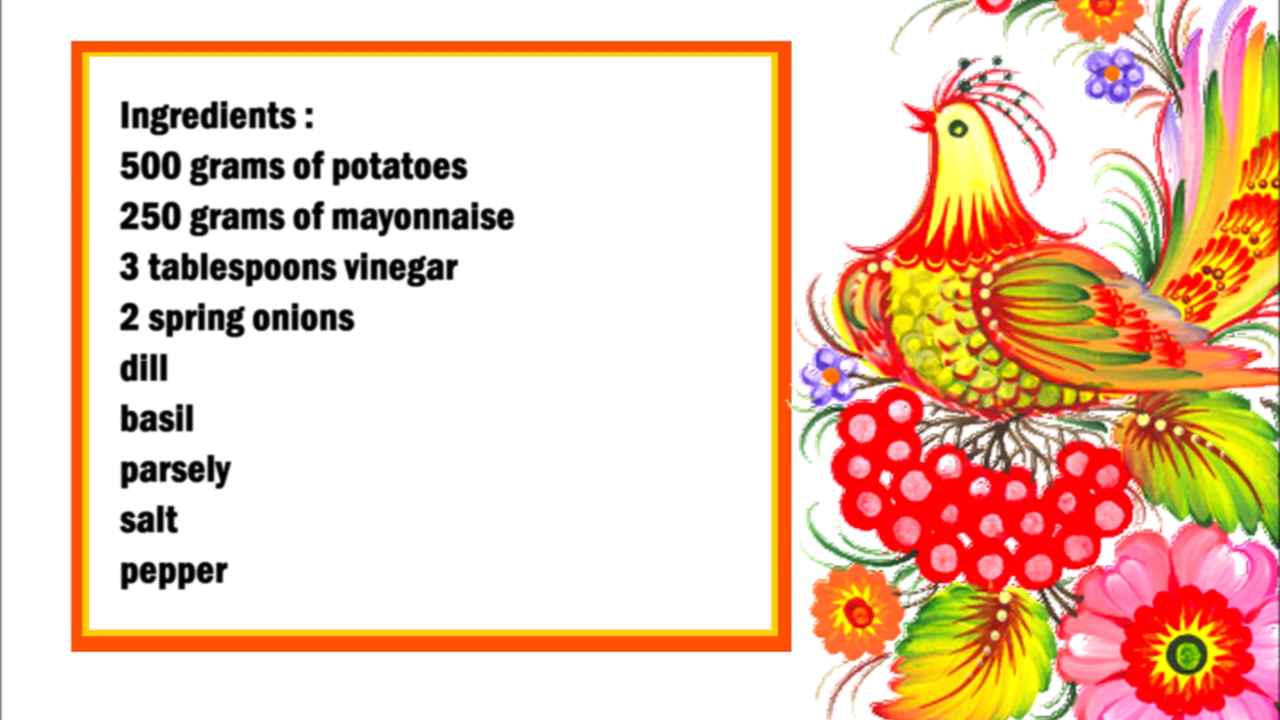 Ingredients :
500 grams of potatoes
250 grams of mayonnaise
3 tablespoons vinegar
2 spring onions
dill
basil
parsely
salt
pepper